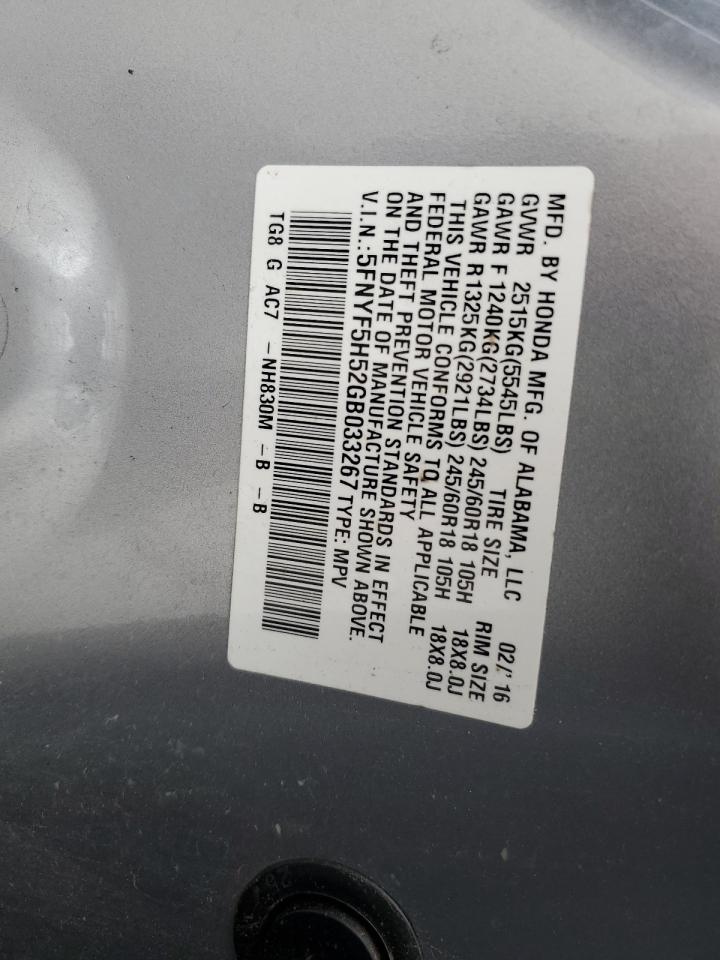 MFD. BY HONDA MFG. OF ALABAMA, LLC 02/'16
GVWR 2515KG(5545LBS) TIRE SIZE RIM SIZE
GAWR F 1240KG(2734LBS) 245/60R18 105H 18X8.0J
GAWR R 1325KG(2921LBS) 245/60R18 105H 18X8.0J
THIS VEHICLE CONFORMS TO ALL APPLICABLE
FEDERAL MOTOR VEHICLE SAFETY
AND THEFT PREVENTION STANDARDS IN EFFECT
ON THE DATE OF MANUFACTURE SHOWN ABOVE.
V.I.N.:5FNYF5H52GB033267 TYPE: MPV
TG8 G AC7 -NH830M -B -B